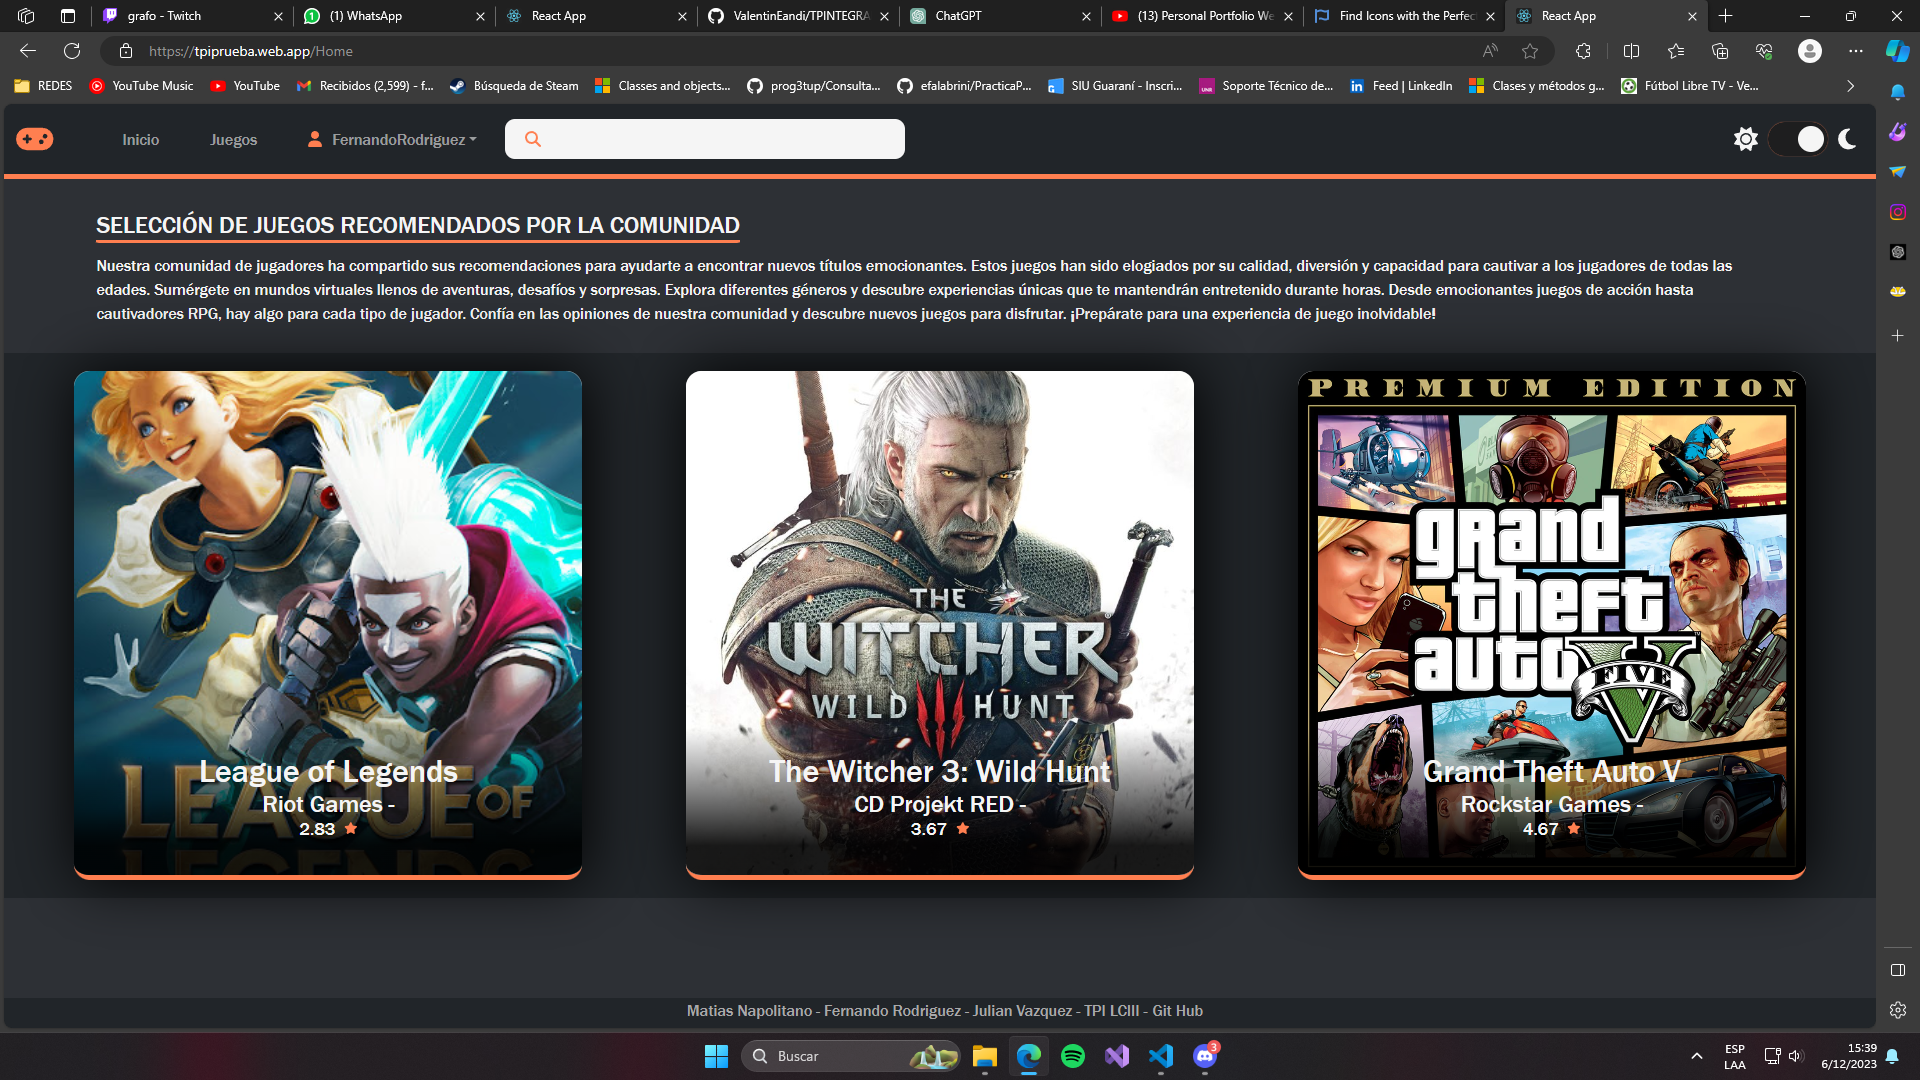 grafo - Twitch
(1) WhatsApp
React App
ValentinEandi/TPINTEGRA
ChatGPT
(13) Personal Portfolio We
Find Icons with the Perfec
React App
https://tpiprueba.web.app/Home
REDES
YouTube Music
YouTube
Recibidos (2,599) - f...
Búsqueda de Steam
Classes and objects...
prog3tup/Consulta...
efalabrini/PracticaP...
SIU Guaraní - Inscri...
Soporte Técnico de...
Feed | LinkedIn
Clases y métodos g...
Fútbol Libre TV - Ve...
Inicio
Juegos
FernandoRodriguez
SELECCIÓN DE JUEGOS RECOMENDADOS POR LA COMUNIDAD
Nuestra comunidad de jugadores ha compartido sus recomendaciones para ayudarte a encontrar nuevos títulos emocionantes. Estos juegos han sido elogiados por su calidad, diversión y capacidad para cautivar a los jugadores de todas las
edades. Sumérgete en mundos virtuales llenos de aventuras, desafíos y sorpresas. Explora diferentes géneros y descubre experiencias únicas que te mantendrán entretenido durante horas. Desde emocionantes juegos de acción hasta
cautivadores RPG, hay algo para cada tipo de jugador. Confía en las opiniones de nuestra comunidad y descubre nuevos juegos para disfrutar. ¡Prepárate para una experiencia de juego inolvidable!
LEAGUE OF
LEGENDS
League of Legends
Riot Games -
2.83
THE
WITCHER
WILD HUNT
The Witcher 3: Wild Hunt
CD Projekt RED -
3.67
PREMIUM EDITION
grand
theft
auto V
FIVE
Grand Theft Auto V
Rockstar Games -
4.67
Matias Napolitano - Fernando Rodriguez - Julian Vazquez - TPI LCIII - Git Hub
Buscar
3
ESP
LAA
15:39
6/12/2023